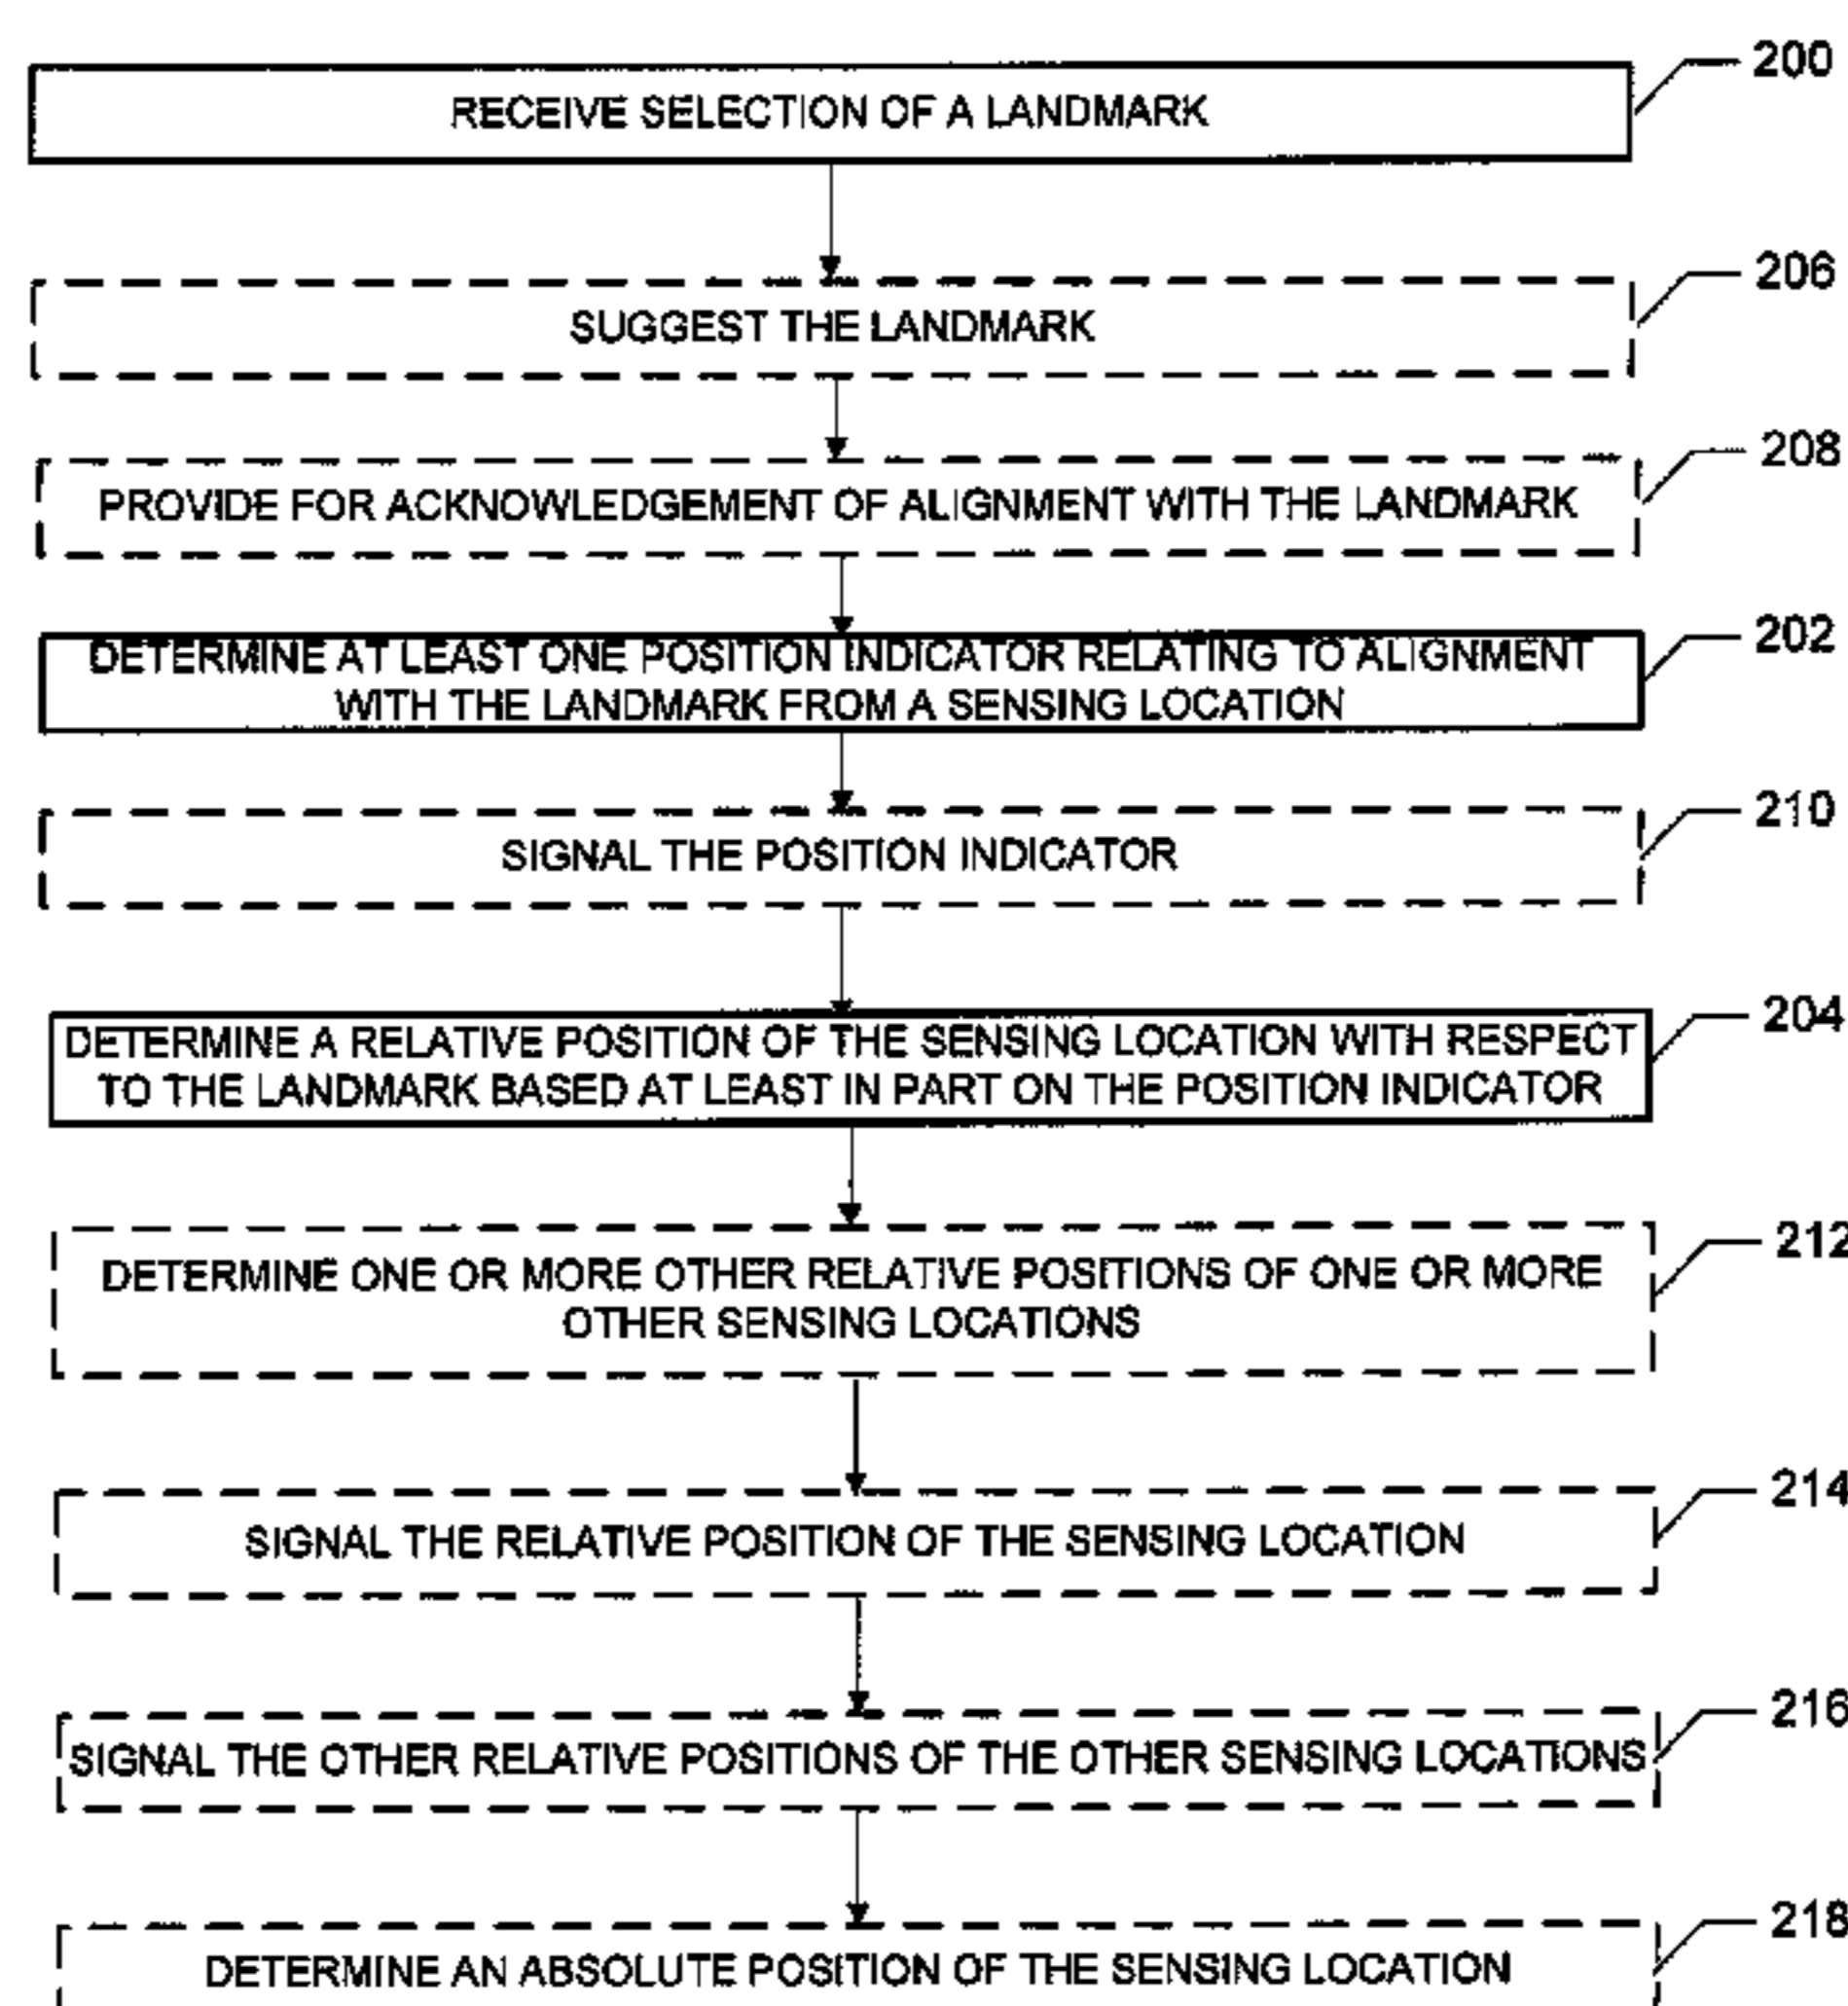 200
RECEIVE SELECTION OF A LANDMARK
206
SUGGEST THE LANDMARK
208
PROVIDE FOR ACKNOWLEDGEMENT OF ALIGNMENT WITH THE LANDMARK
202
DETERMINE AT LEAST ONE POSITION INDICATOR RELATING TO ALIGNMENT
WITH THE LANDMARK FROM A SENSING LOCATION
210
SIGNAL THE POSITION INDICATOR
204
DETERMINE A RELATIVE POSITION OF THE SENSING LOCATION WITH RESPECT
TO THE LANDMARK BASED AT LEAST IN PART ON THE POSITION INDICATOR
212
DETERMINE ONE OR MORE OTHER RELATIVE POSITIONS OF ONE OR MORE
OTHER SENSING LOCATIONS
214
SIGNAL THE RELATIVE POSITION OF THE SENSING LOCATION
216
SIGNAL THE OTHER RELATIVE POSITIONS OF THE OTHER SENSING LOCATIONS
218
DETERMINE AN ABSOLUTE POSITION OF THE SENSING LOCATION